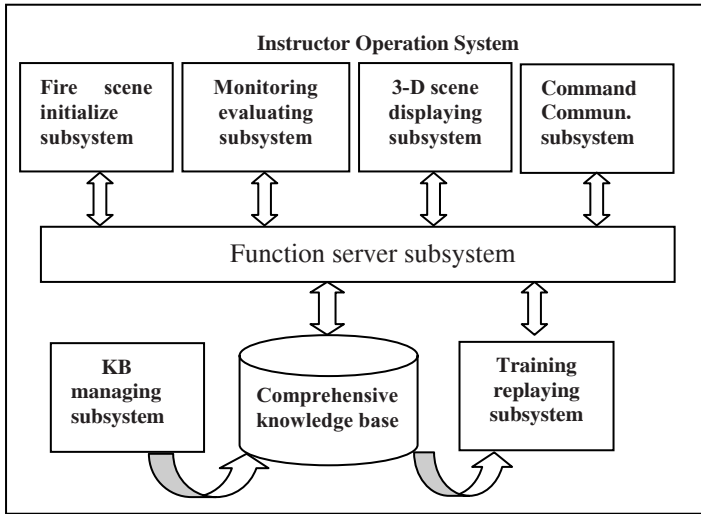 Instructor Operation System
Fire scene
initialize
subsystem
Monitoring
evaluating
subsystem
3-D scene
displaying
subsystem
Command
Commun.
subsystem
Function server subsystem
KB
managing
subsystem
Comprehensive
knowledge base
Training
replaying
subsystem